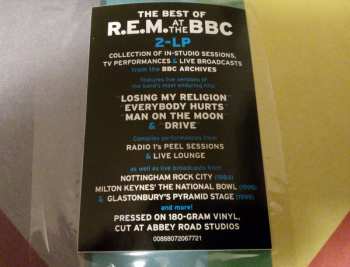 THE BEST OF
R.E.M. AT THE BBC
2-LP
COLLECTION OF IN-STUDIO SESSIONS,
TV PERFORMANCES & LIVE BROADCASTS
from the BBC ARCHIVES
features live versions of
the band's most enduring hits
"LOSING MY RELIGION"
"EVERYBODY HURTS"
"MAN ON THE MOON"
& "DRIVE"
Compiles performances from
RADIO 1's PEEL SESSIONS
& LIVE LOUNGE
as well as live broadcasts from
NOTTINGHAM ROCK CITY (1984)
MILTON KEYNES' THE NATIONAL BOWL (1995)
& GLASTONBURY'S PYRAMID STAGE (1999)
and more!
PRESSED ON 180-GRAM VINYL,
CUT AT ABBEY ROAD STUDIOS
00888072067721